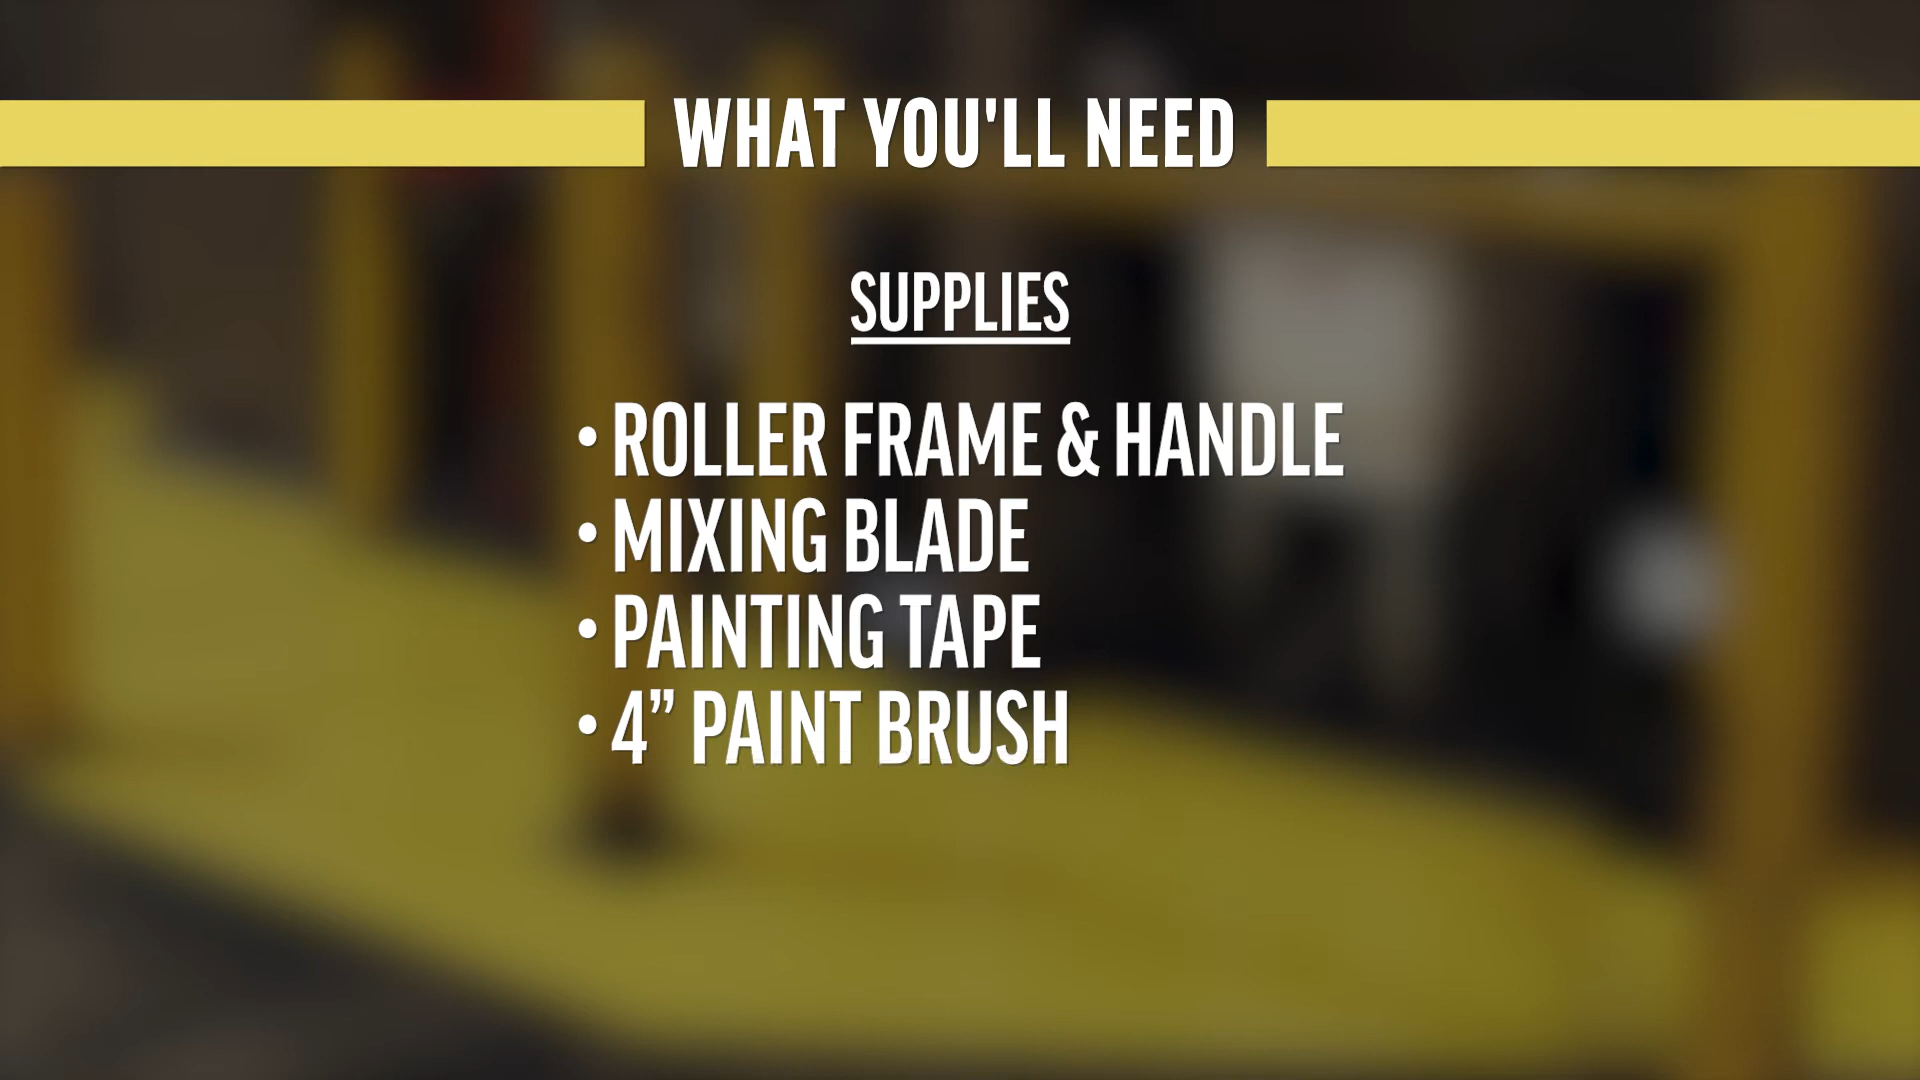 WHAT YOU'LL NEED
SUPPLIES
• ROLLER FRAME & HANDLE
• MIXING BLADE
• PAINTING TAPE
• 4” PAINT BRUSH